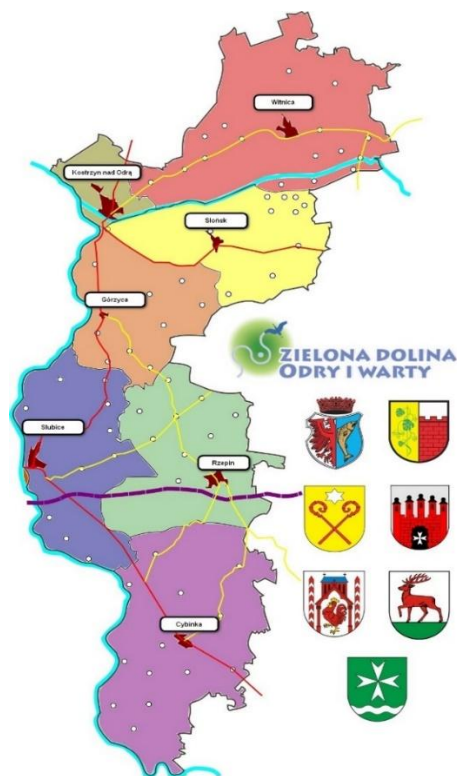 Witnica
Kostrzyn nad Odrą
Słońsk
Górzyca
ZIELONA DOLINA
ODRY I WARTY
Słubice
Rzepin
Cybinka